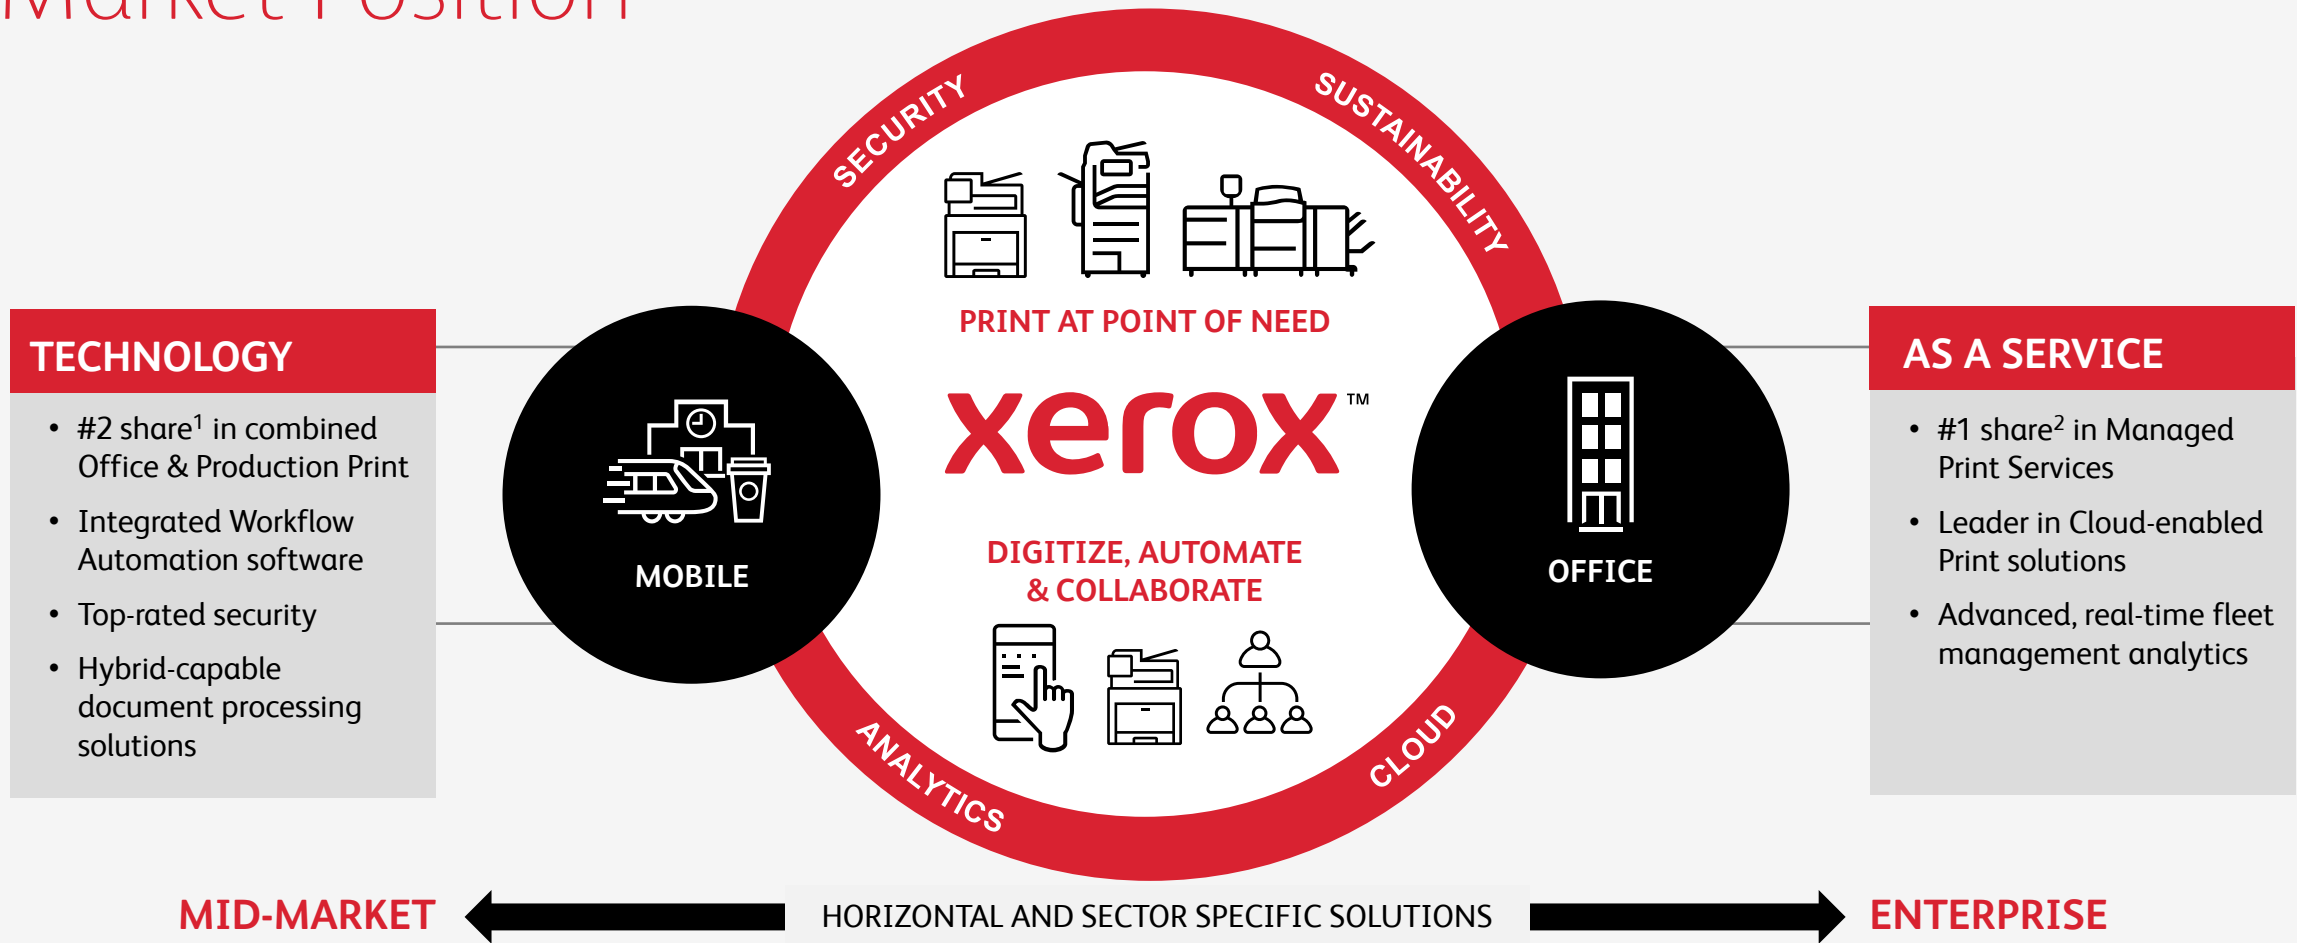 Market Position
SECURITY
SUSTAINABILITY
PRINT AT POINT OF NEED
TECHNOLOGY
• #2 share¹ in combined
Office & Production Print
• Integrated Workflow
Automation software
• Top-rated security
• Hybrid-capable
document processing
solutions
MOBILE
xerox™
DIGITIZE, AUTOMATE
& COLLABORATE
OFFICE
AS A SERVICE
• #1 share² in Managed
Print Services
• Leader in Cloud-enabled
Print solutions
• Advanced, real-time fleet
management analytics
ANALYTICS
CLOUD
MID-MARKET
HORIZONTAL AND SECTOR SPECIFIC SOLUTIONS
ENTERPRISE